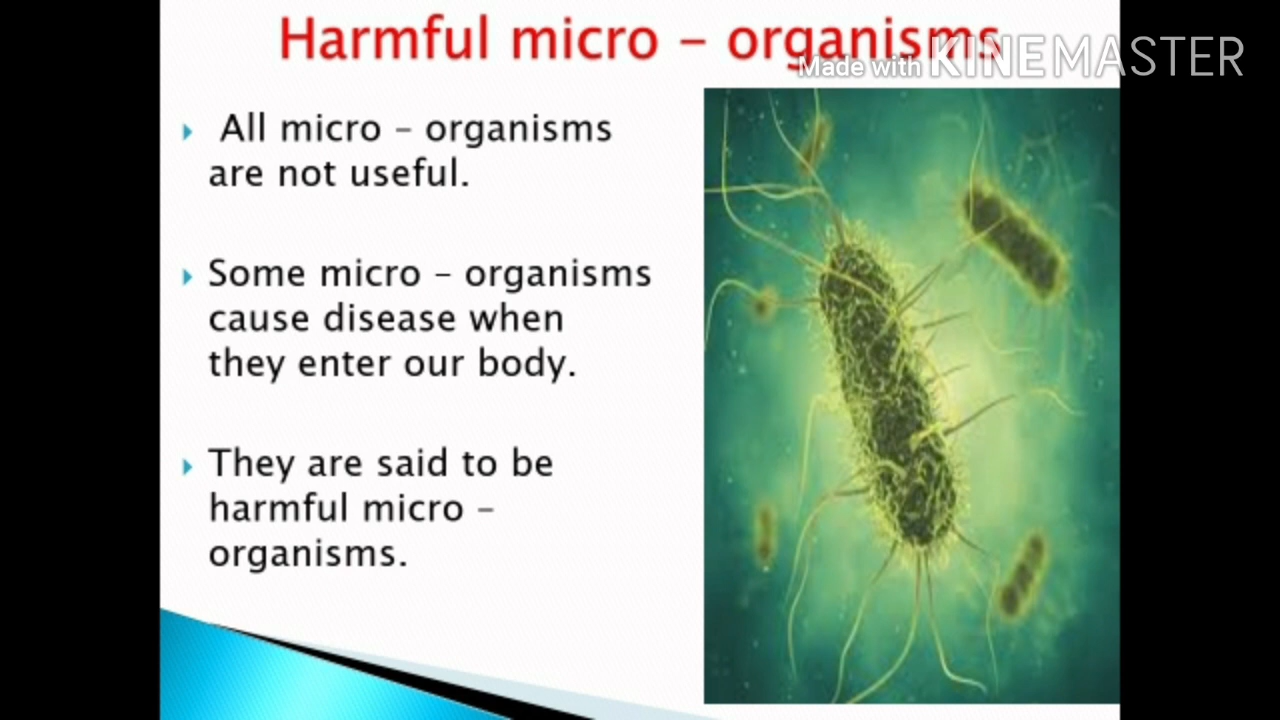 Harmful micro – organisms
Made with KINEMASTER
All micro – organisms
are not useful.
Some micro – organisms
cause disease when
they enter our body.
They are said to be
harmful micro –
organisms.